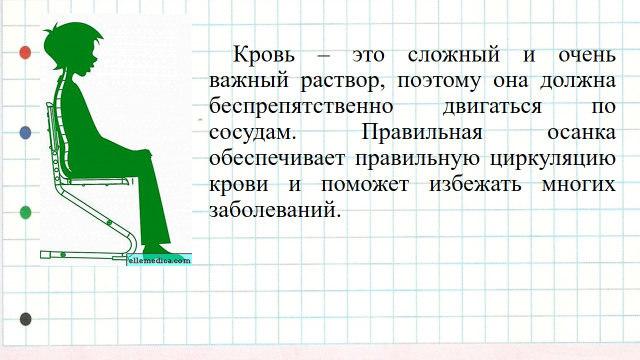 Кровь – это сложный и очень
важный раствор, поэтому она должна
беспрепятственно двигаться по
сосудам. Правильная осанка
обеспечивает правильную циркуляцию
крови и поможет избежать многих
заболеваний.
ellemedica.com